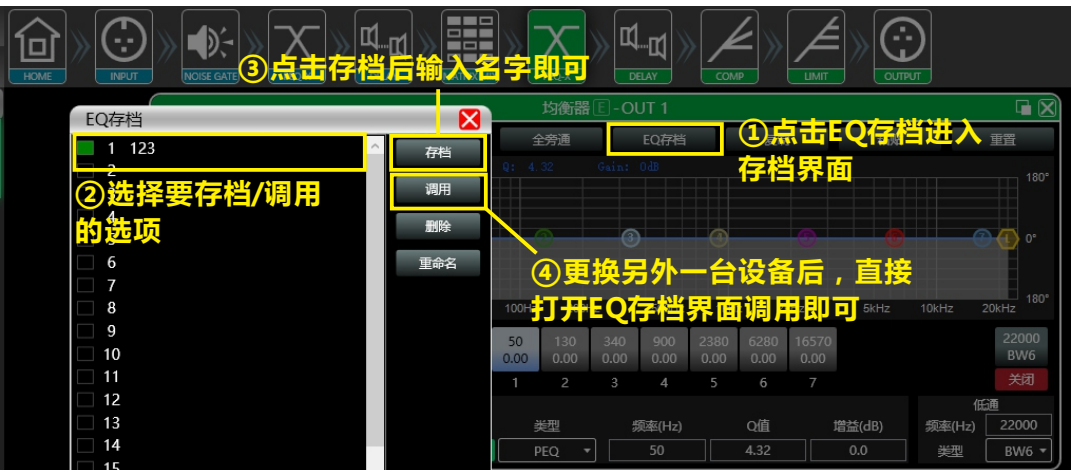 HOME
INPUT
NOISE GATE
DELAY
COMP
LIMIT
OUTPUT
③点击存档后输入名字即可
均衡器 E - OUT 1
EQ存档
全旁通
EQ存档
重置
①点击EQ存档进入
存档界面
1 123
2
存档
Q: 4.32 Gain: 0dB
180°
②选择要存档/调用
的选项
调用
4
删除
0°
6
重命名
④更换另外一台设备后，直接
打开EQ存档界面调用即可
7
8
180°
100Hz
5kHz
10kHz
20kHz
9
10
11
12
13
14
15
50 130 340 900 2380 6280 16570
0.00 0.00 0.00 0.00 0.00 0.00 0.00
1 2 3 4 5 6 7
22000
BW6
关闭
低通
类型 频率(Hz) Q值 增益(dB)
频率(Hz) 22000
PEQ 50 4.32 0.0
类型 BW6